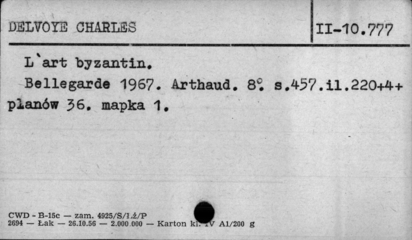 DELVOYE CHARLES
II-10.777
L`art byzantin.
Bellegarde 1967. Arthaud. 8°. s.457.il.220+4+
planów 36. mapka 1.
CWD - B-15c — zam. 4925/S/I
2694 — Łak — 26.10.56 — 2.000.000 — Karton kl. IV A1/200 g